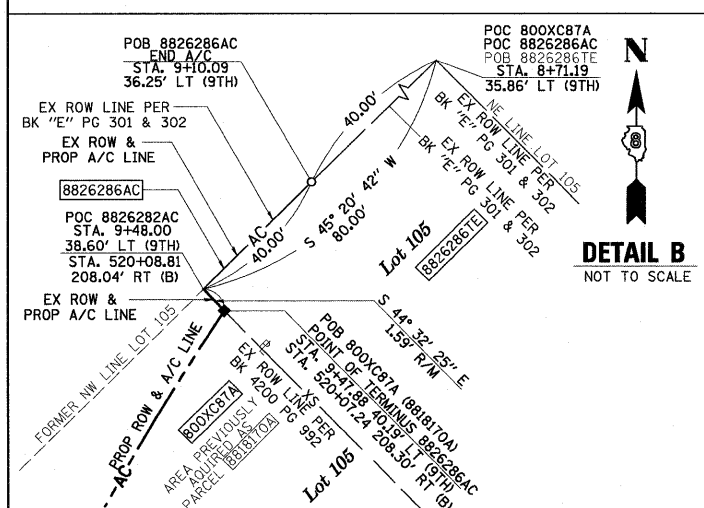 POB 8826286AC
END A/C
STA. 9+10.09
36.25' LT (9TH)
POC 800XC87A
POC 8826286AC
POB 8826286TE
STA. 8+71.19
35.86' LT (9TH)
N
8
DETAIL B
NOT TO SCALE
EX ROW LINE PER
BK "E" PG 301 & 302
EX ROW &
PROP A/C LINE
8826286AC
POC 8826282AC
STA. 9+48.00
38.60' LT (9TH)
STA. 520+08.81
208.04' RT (B)
EX ROW &
PROP A/C LINE
40.00'
AC
40.00'
S 45° 20' 42" W
80.00'
NE LINE LOT 105
EX ROW LINE PER
BK "E" PG 301 & 302
EX ROW LINE PER
BK "E" PG 301 & 302
Lot 105
8826286TE
S 44° 32' 25" E
1.59' R/M
FORMER NW LINE LOT 105
PROP ROW & A/C LINE
AC
POB 800XC87A (8818170A)
POINT OF TERMINUS 8826286AC
STA. 9+47.88 40.19' LT (9TH)
STA. 520+07.24 208.30' RT (B)
PL
XS
EX ROW LINE PER
BK 4200 PG 992
800XC87A
AREA PREVIOUSLY
AQUIRED AS
PARCEL 8818170A
Lot 105